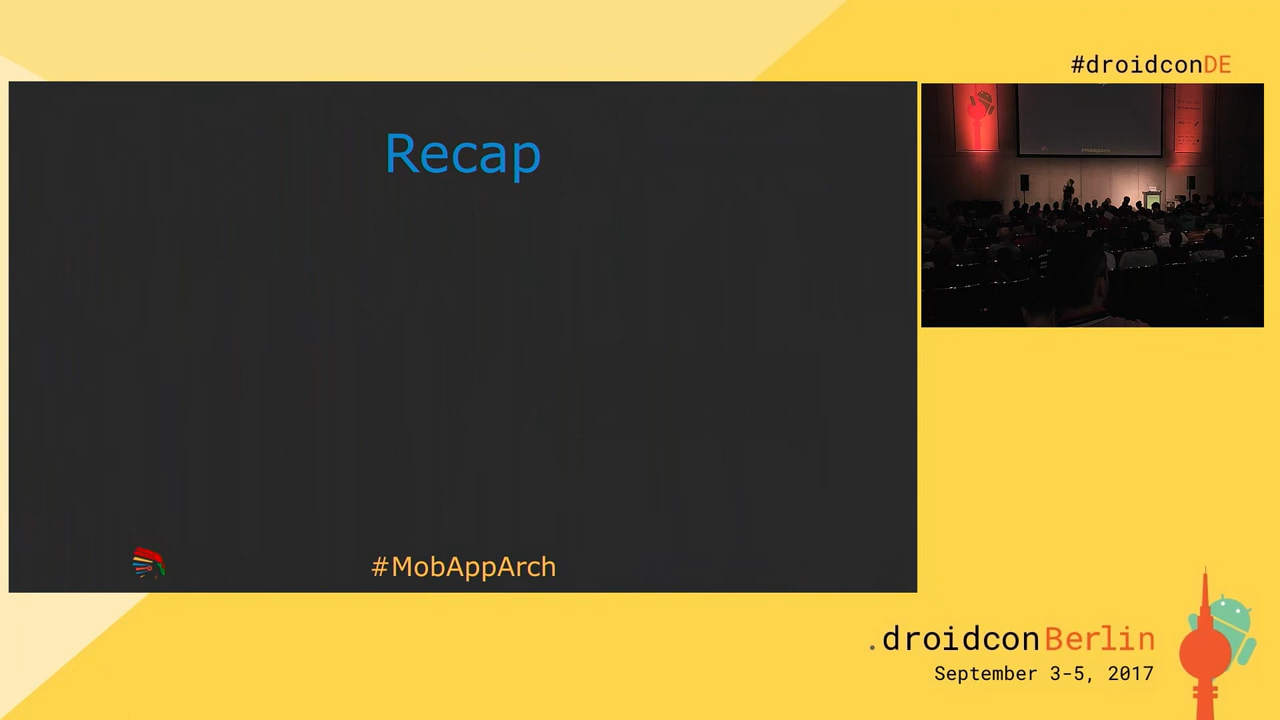 #droidconDE
Recap
#MobAppArch
.droidconBerlin
September 3-5, 2017